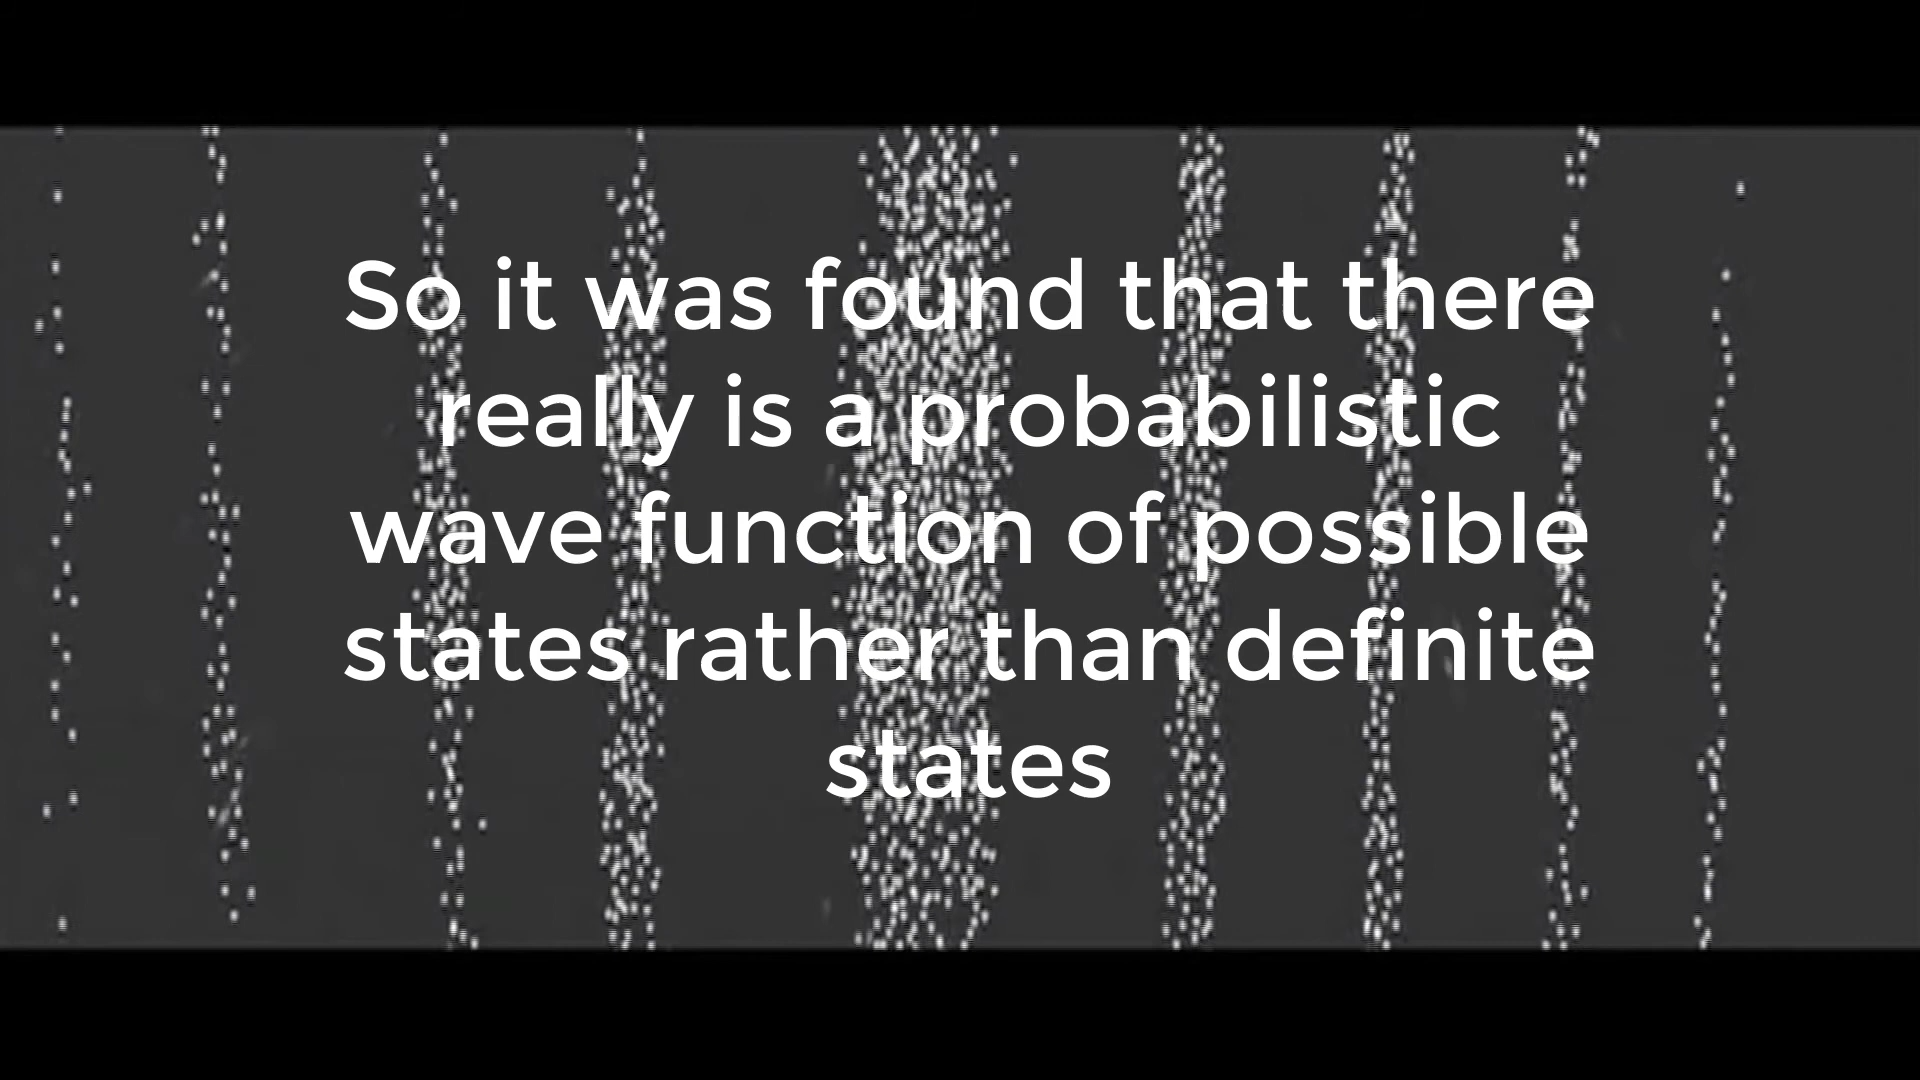 So it was found that there
really is a probabilistic
wave function of possible
states rather than definite
states